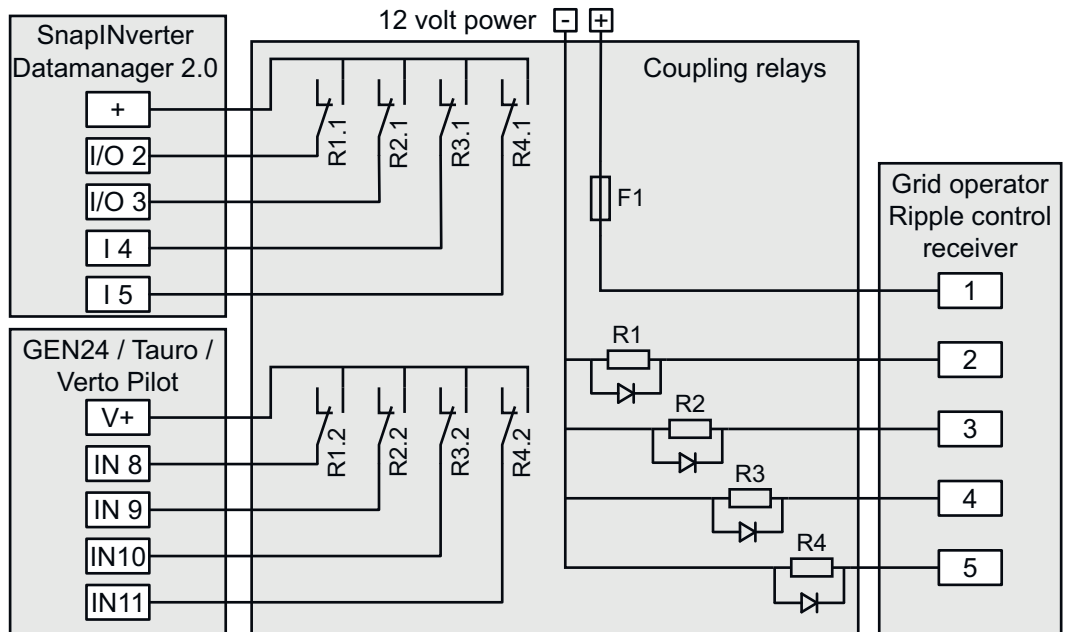 12 volt power - +
SnapINverter
Datamanager 2.0
+
I/O 2
I/O 3
I 4
I 5
R1.1
R2.1
R3.1
R4.1
Coupling relays
F1
Grid operator
Ripple control
receiver
1
2
3
4
5
R1
R2
R3
R4
GEN24 / Tauro /
Verto Pilot
V+
IN 8
IN 9
IN10
IN11
R1.2
R2.2
R3.2
R4.2